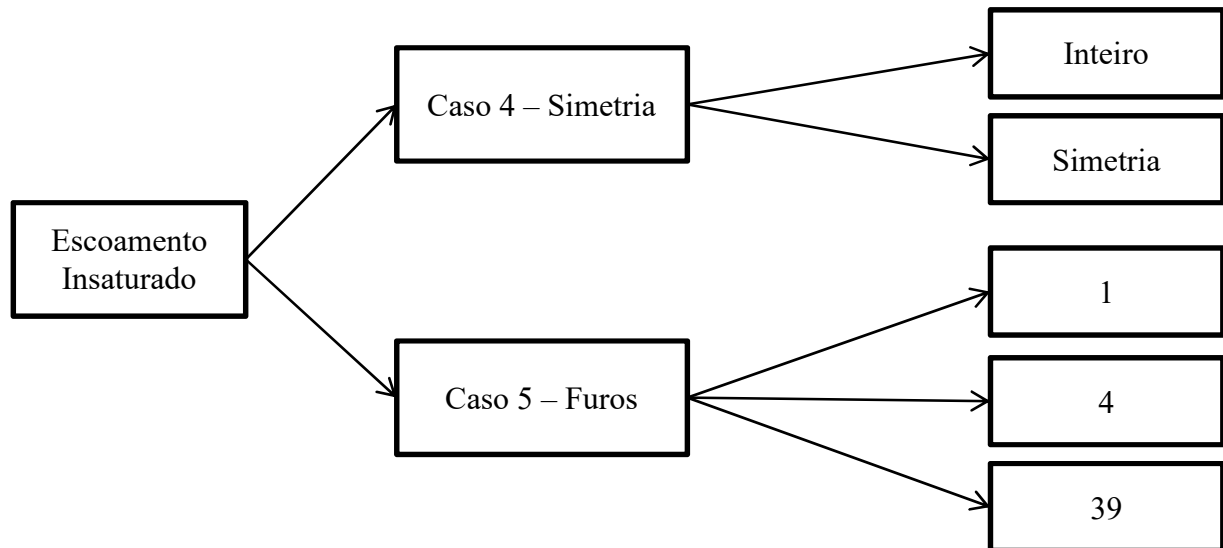 Escoamento
Insaturado
Caso 4 – Simetria
Inteiro
Simetria
Caso 5 – Furos
1
4
39